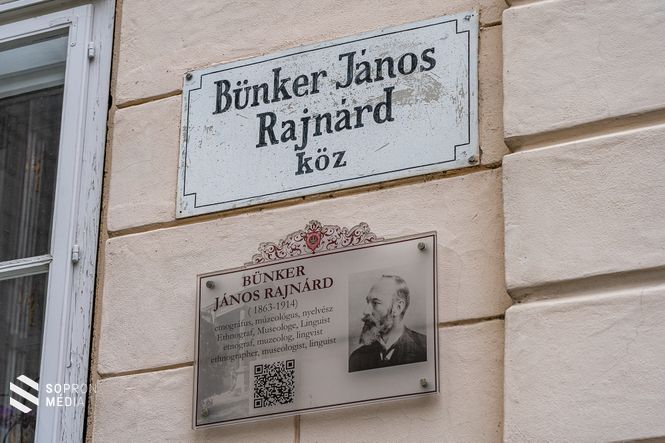 Bünker János
Rajnárd
köz
BÜNKER
JÁNOS RAJNÁRD
(1863-1914)
etnográfus, múzeológus, nyelvész
Ethnograf, Museologe, Linguist
etnograf, muzeolog, lingvist
ethnographer, museologist, linguist
SOPRON
MÉDIA